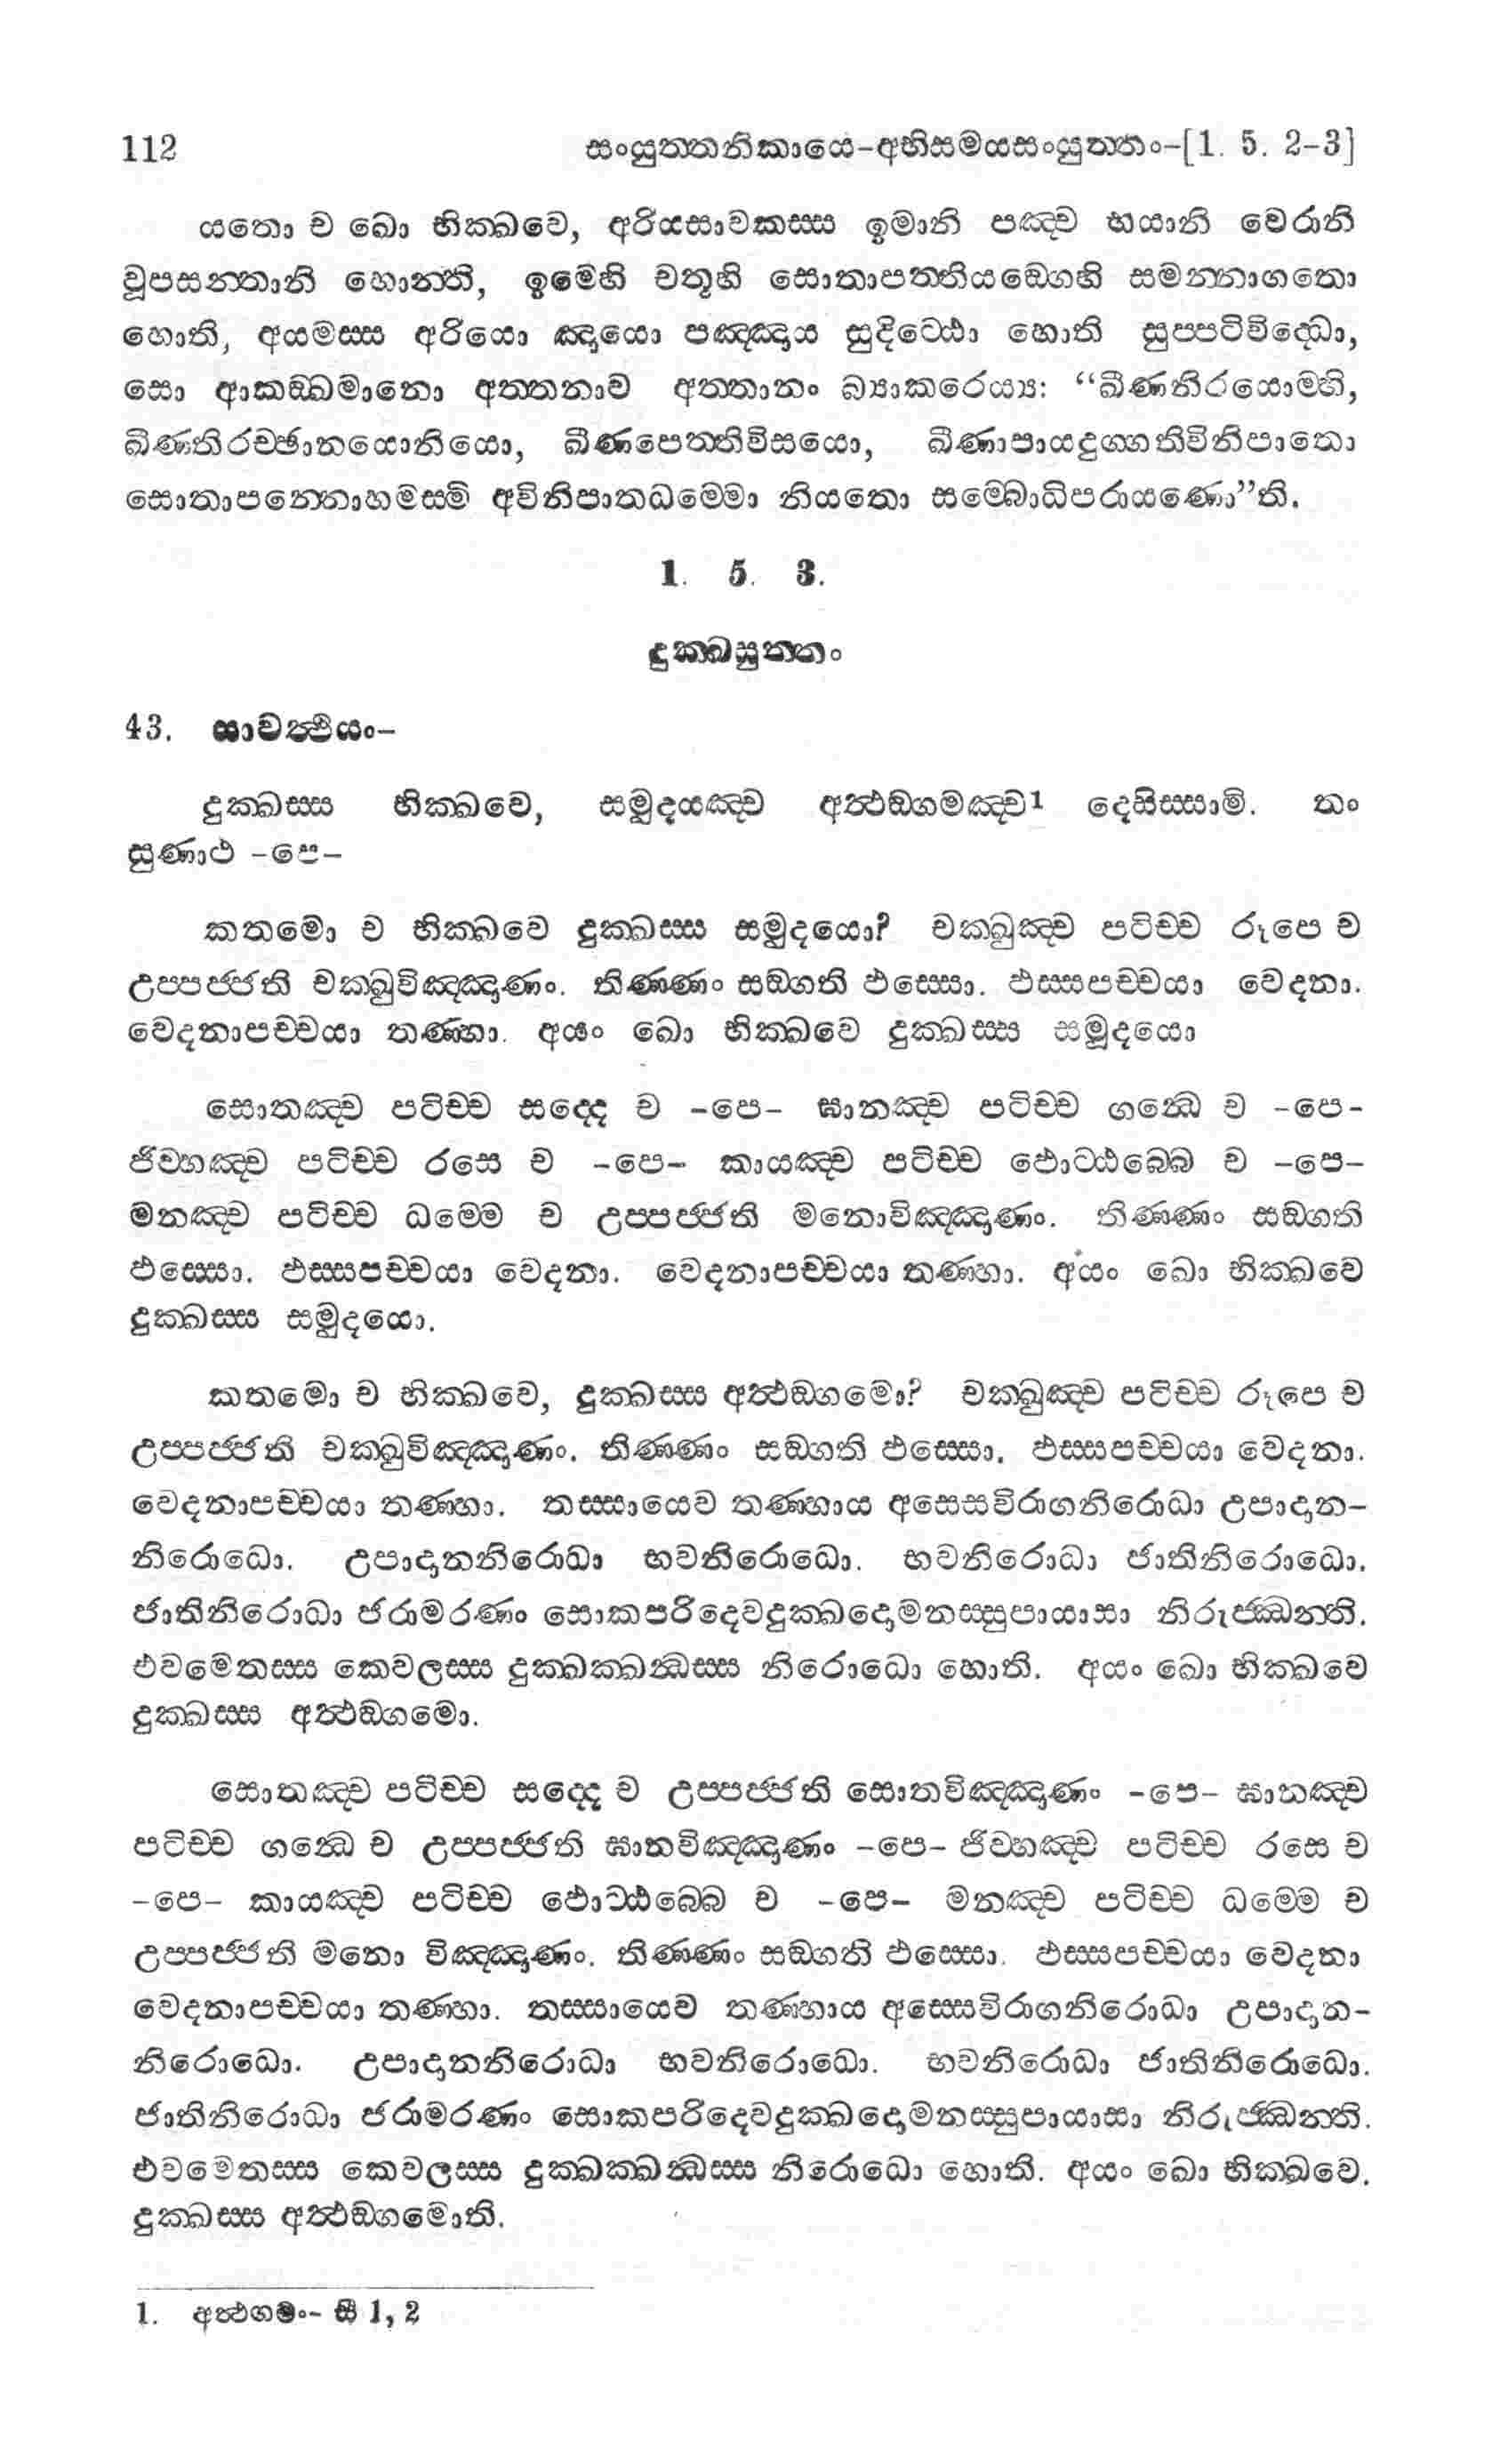 112 සංයුත්තනිකායෙ-අභිසමයසංයුත්තං-[1. 5. 2-3]
යතො ච ඛො භික්ඛවෙ, අරියසාවකස්ස ඉමානි පඤ්ච භයානි වෙරානි
වූපසන්තානි හොන්ති, ඉමෙහි චතූහි සොතාපත්තියඞ්ගෙහි සමන්නාගතො
හොති, අයමස්ස අරියො ඤායො පඤ්ඤාය සුදිට්ඨො හොති සුප්පටිවිද්ධො,
සො ආකඞ්ඛමානො අත්තනාව අත්තානං බ්‍යාකරෙය්‍ය: “ඛීණනිරයොම්හි,
ඛීණතිරච්ඡානයොනියො, ඛීණපෙත්තිවිසයො, ඛීණාපායදුග්ගතිවිනිපාතො
සොතාපන්නොහමස්මි අවිනිපාතධම්මො නියතො සම්බොධිපරායණො”ති.
1. 5. 3.
දුක්ඛසුත්තං
43. සාවත්ථියං-
දුක්ඛස්ස භික්ඛවෙ, සමුදයඤ්ච අත්ථඞ්ගමඤ්ච1 දෙසිස්සාමි. තං
සුණාථ -පෙ-
කතමො ච භික්ඛවෙ දුක්ඛස්ස සමුදයො? චක්ඛුඤ්ච පටිච්ච රූපෙ ච
උප්පජ්ජති චක්ඛුවිඤ්ඤාණං. තිණ්ණං සඞ්ගති ඵස්සො. ඵස්සපච්චයා වෙදනා.
වෙදනාපච්චයා තණ්හා. අයං ඛො භික්ඛවෙ දුක්ඛස්ස සමුදයො
සොතඤ්ච පටිච්ච සද්දෙ ච -පෙ- ඝානඤ්ච පටිච්ච ගන්ධෙ ච -පෙ-
ජිව්හඤ්ච පටිච්ච රසෙ ච -පෙ- කායඤ්ච පටිච්ච ඵොට්ඨබ්බෙ ච -පෙ-
මනඤ්ච පටිච්ච ධම්මෙ ච උප්පජ්ජති මනොවිඤ්ඤාණං. තිණ්ණං සඞ්ගති
ඵස්සො. ඵස්සපච්චයා වෙදනා. වෙදනාපච්චයා තණ්හා. අයං ඛො භික්ඛවෙ
දුක්ඛස්ස සමුදයො.
කතමො ච භික්ඛවෙ, දුක්ඛස්ස අත්ථඞ්ගමො? චක්ඛුඤ්ච පටිච්ච රූපෙ ච
උප්පජ්ජති චක්ඛුවිඤ්ඤාණං. තිණ්ණං සඞ්ගති ඵස්සො. ඵස්සපච්චයා වෙදනා.
වෙදනාපච්චයා තණ්හා. තස්සායෙව තණ්හාය අසෙසවිරාගනිරොධා උපාදාන-
නිරොධො. උපාදානනිරොධා භවනිරොධො. භවනිරොධා ජාතිනිරොධො.
ජාතිනිරොධා ජරාමරණං සොකපරිදෙවදුක්ඛදොමනස්සුපායාසා නිරුජ්ඣන්ති.
එවමෙතස්ස කෙවලස්ස දුක්ඛක්ඛන්ධස්ස නිරොධො හොති. අයං ඛො භික්ඛවෙ
දුක්ඛස්ස අත්ථඞ්ගමො.
සොතඤ්ච පටිච්ච සද්දෙ ච උප්පජ්ජති සොතවිඤ්ඤාණං -පෙ- ඝානඤ්ච
පටිච්ච ගන්ධෙ ච උප්පජ්ජති ඝානවිඤ්ඤාණං -පෙ- ජිව්හඤ්ච පටිච්ච රසෙ ච
-පෙ- කායඤ්ච පටිච්ච ඵොට්ඨබ්බෙ ච -පෙ- මනඤ්ච පටිච්ච ධම්මෙ ච
උප්පජ්ජති මනො විඤ්ඤාණං. තිණ්ණං සඞ්ගති ඵස්සො. ඵස්සපච්චයා වෙදනා
වෙදනාපච්චයා තණ්හා. තස්සායෙව තණ්හාය අසෙසවිරාගනිරොධා උපාදාන-
නිරොධො. උපාදානනිරොධා භවනිරොධො. භවනිරොධා ජාතිනිරොධො.
ජාතිනිරොධා ජරාමරණං සොකපරිදෙවදුක්ඛදොමනස්සුපායාසා නිරුජ්ඣන්ති.
එවමෙතස්ස කෙවලස්ස දුක්ඛක්ඛන්ධස්ස නිරොධො හොති. අයං ඛො භික්ඛවෙ.
දුක්ඛස්ස අත්ථඞ්ගමොති.
1. අත්ථගමං- සී 1, 2